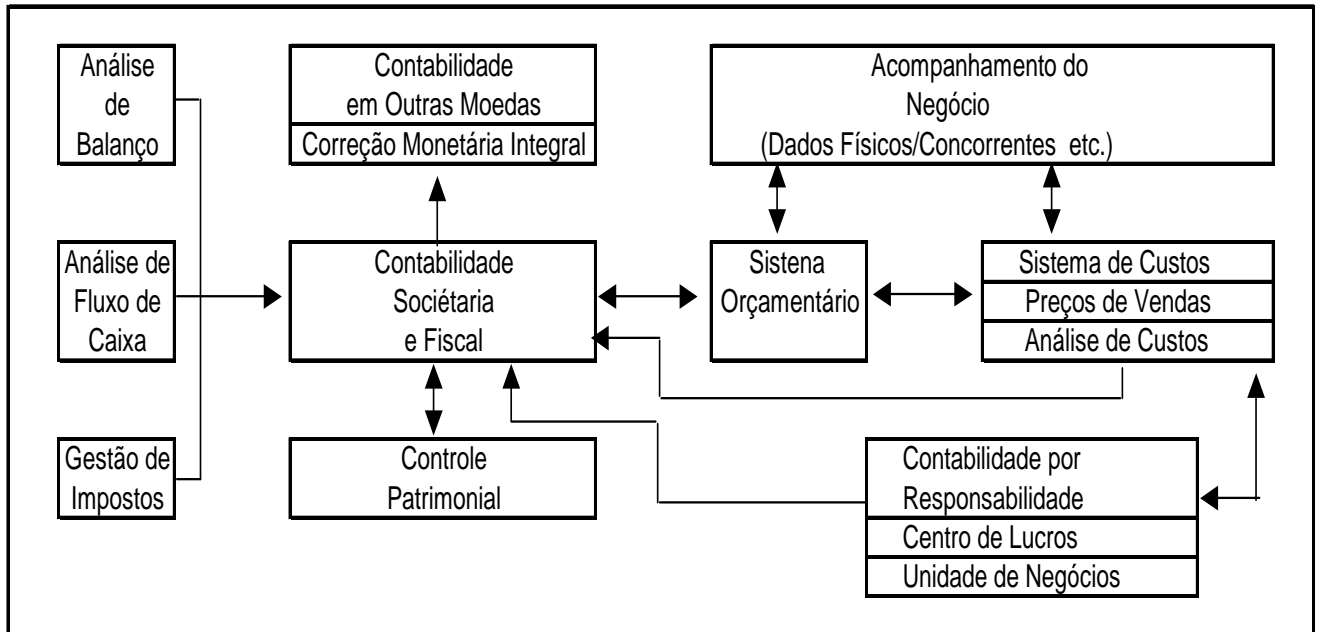 Análise
de
Balanço
Contabilidade
em Outras Moedas
Correção Monetária Integral
Acompanhamento do
Negócio
(Dados Físicos/Concorrentes etc.)
Análise de
Fluxo de
Caixa
Contabilidade
Sociétaria
e Fiscal
Sistena
Orçamentário
Sistema de Custos
Preços de Vendas
Análise de Custos
Gestão de
Impostos
Controle
Patrimonial
Contabilidade por
Responsabilidade
Centro de Lucros
Unidade de Negócios